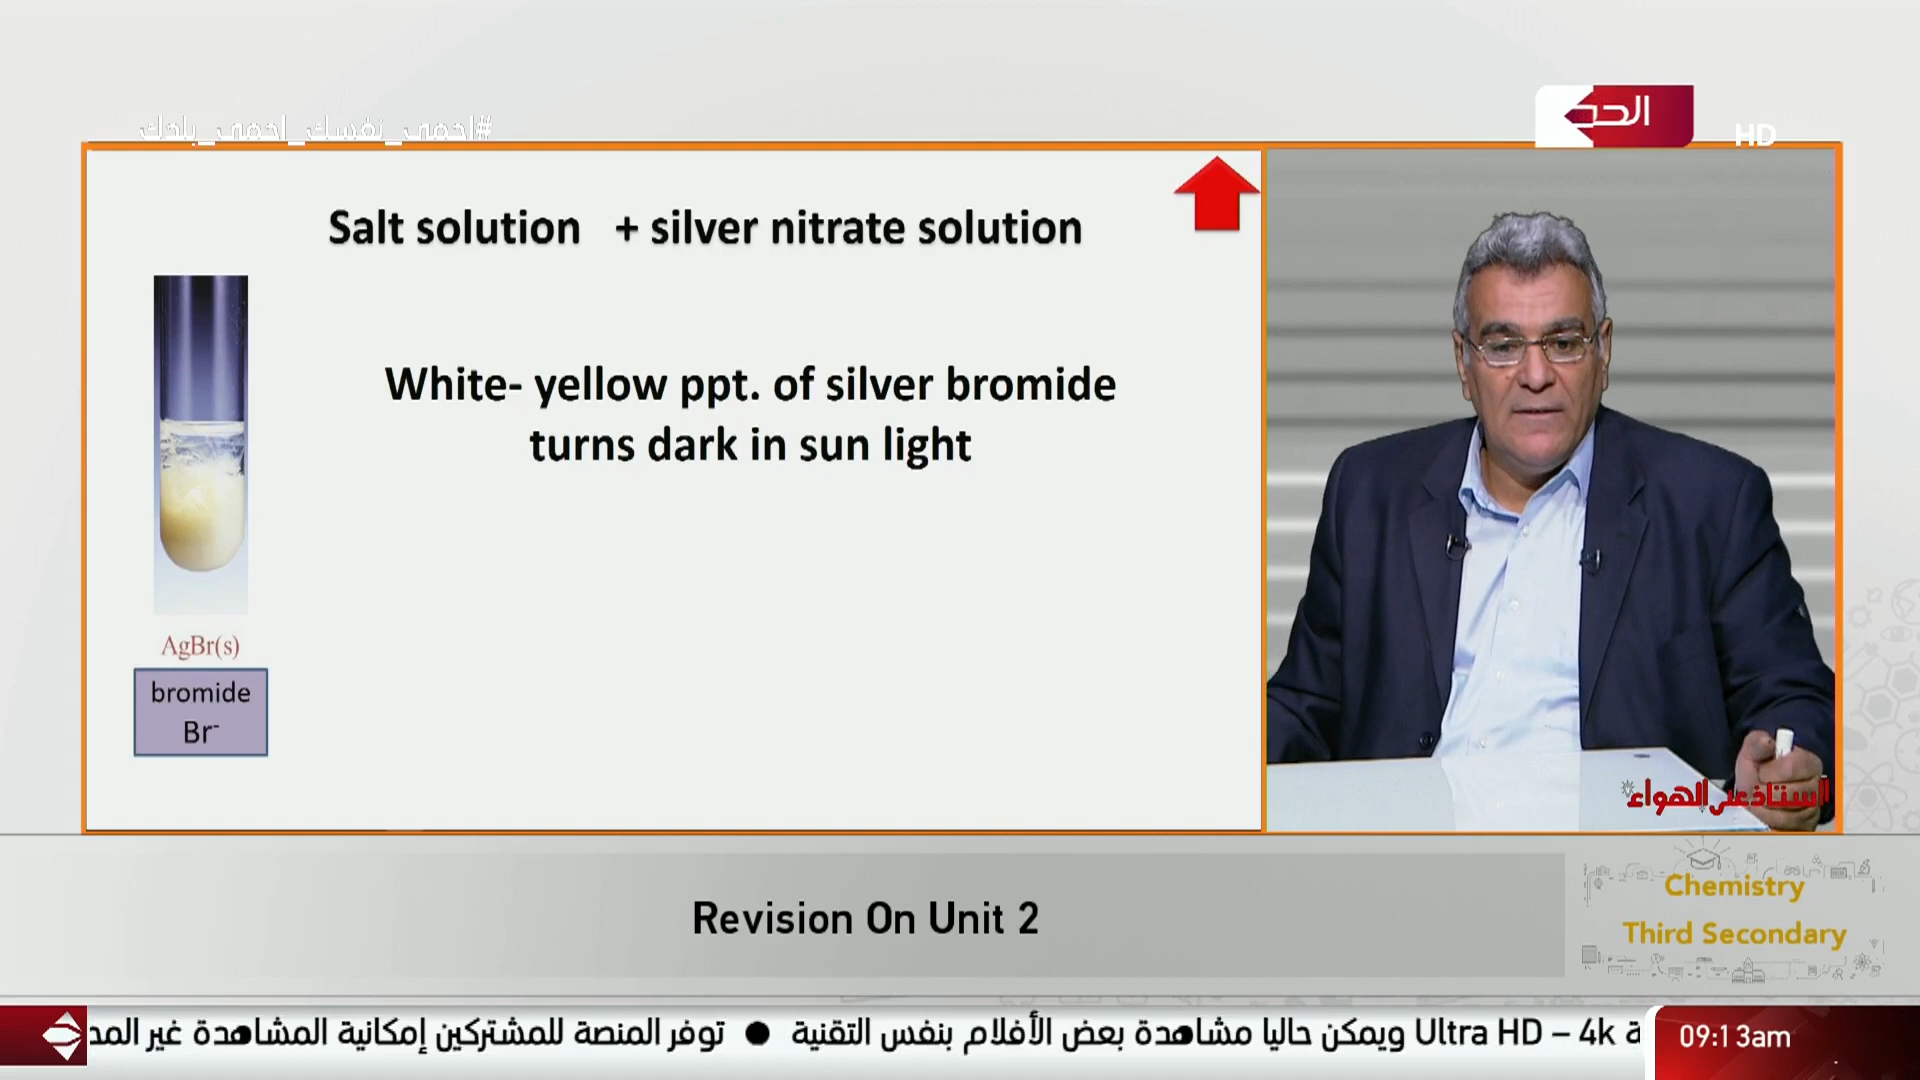 #احمي_نفسك_احمي_بلدك
الحد
HD
Salt solution + silver nitrate solution
White- yellow ppt. of silver bromide
turns dark in sun light
AgBr(s)
bromide
Br⁻
أستاذ على الهواء
Revision On Unit 2
Chemistry
Third Secondary
ة Ultra HD – 4k ويمكن حاليا مشاهدة بعض الأفلام بنفس التقنية ● توفر المنصة للمشتركين إمكانية المشاهدة غير المحد
09:13am